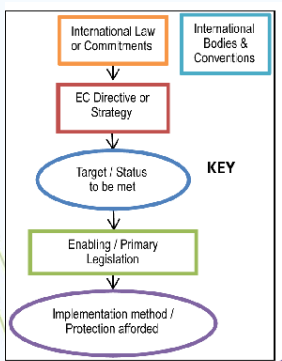 International Law
or Commitments
International
Bodies &
Conventions
EC Directive or
Strategy
Target / Status
to be met
KEY
Enabling / Primary
Legislation
Implementation method /
Protection afforded